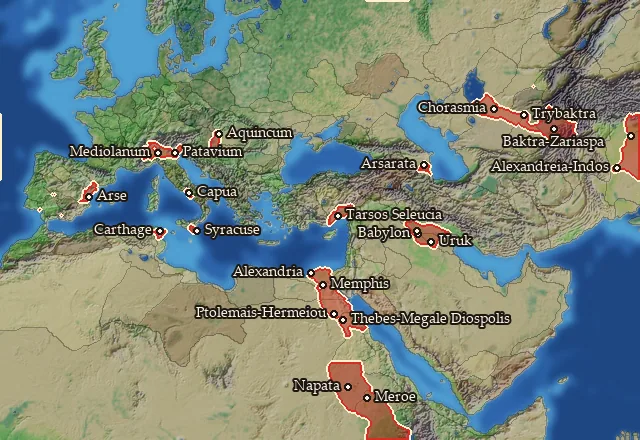 Chorasmia
Trybaktra
Aquincum
Baktra-Zariaspa
Mediolanum
Patavium
Arsarata
Alexandreia-Indos
Arse
Capua
Tarsos Seleucia
Carthage
Syracuse
Babylon
Uruk
Alexandria
Memphis
Ptolemais-Hermeiou
Thebes-Megale Diospolis
Napata
Meroe